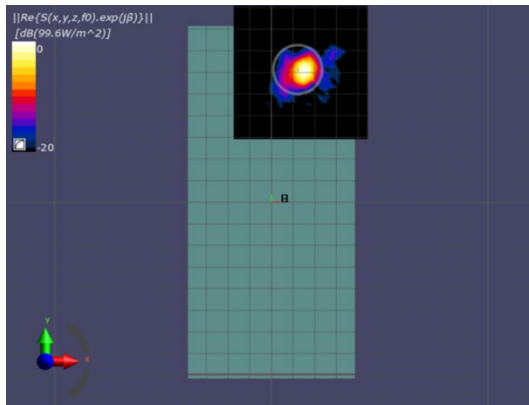 ||Re{S(x,y,z,f0).exp(jβ)}||
[dB(99.6W/m^2)]
0
-20
y
x